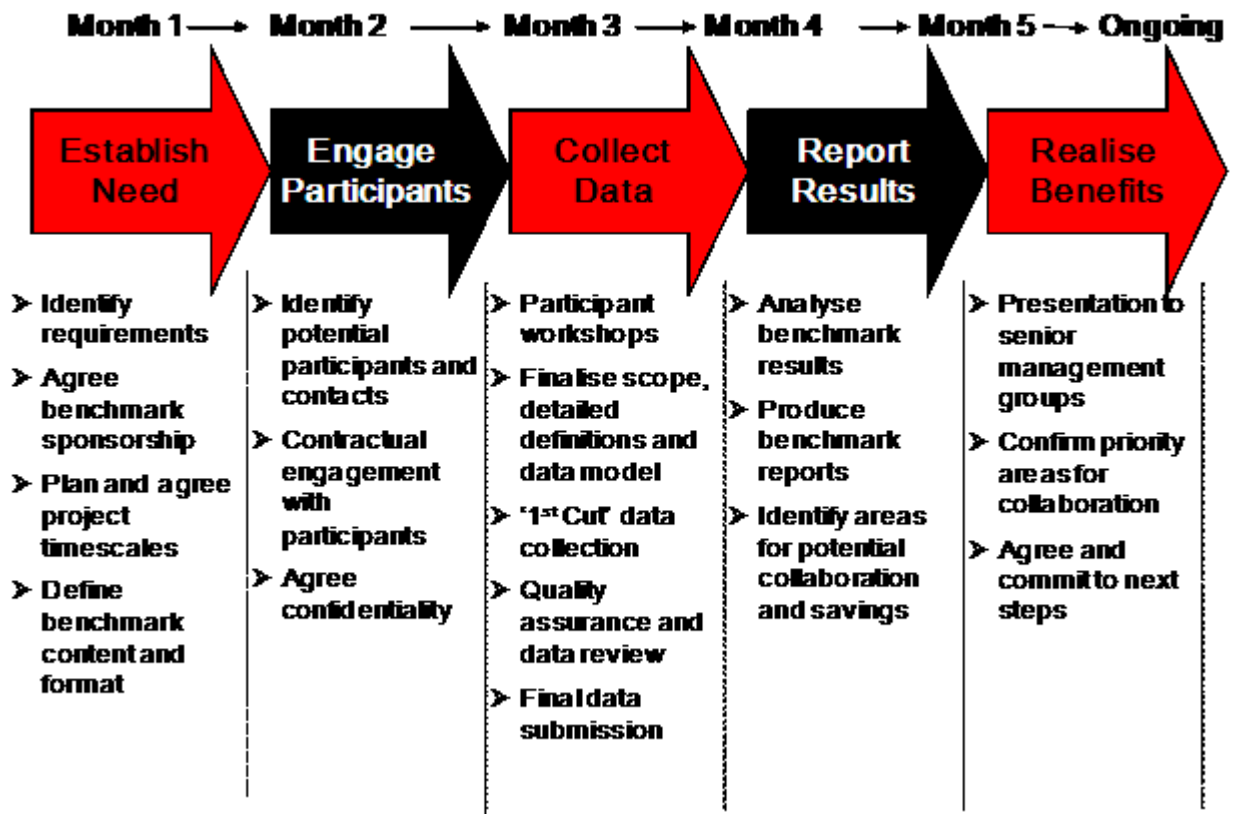 Month 1 → Month 2 → Month 3 → Month 4 → Month 5 → Ongoing
Establish
Need
Engage
Participants
Collect
Data
Report
Results
Realise
Benefits
➢ Identify
requirements
➢ Agree
benchmark
sponsorship
➢ Plan and agree
project
timescales
➢ Define
benchmark
content and
format
➢ Identify
potential
participants and
contacts
➢ Contractual
engagement
with
participants
➢ Agree
confidentiality
➢ Participant
workshops
➢ Finalise scope,
detailed
definitions and
data model
➢ '1st Cut' data
collection
➢ Quality
assurance and
data review
➢ Final data
submission
➢ Analyse
benchmark
results
➢ Produce
benchmark
reports
➢ Identify areas
for potential
collaboration
and savings
➢ Presentation to
senior
management
groups
➢ Confirm priority
areas for
collaboration
➢ Agree and
commit to next
steps